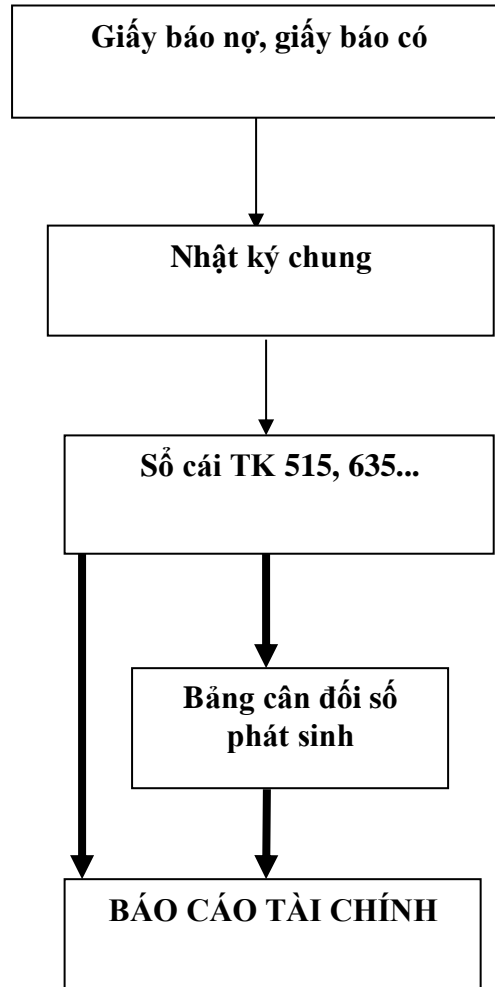 Giấy báo nợ, giấy báo có
Nhật ký chung
Sổ cái TK 515, 635...
Bảng cân đối số
phát sinh
BÁO CÁO TÀI CHÍNH